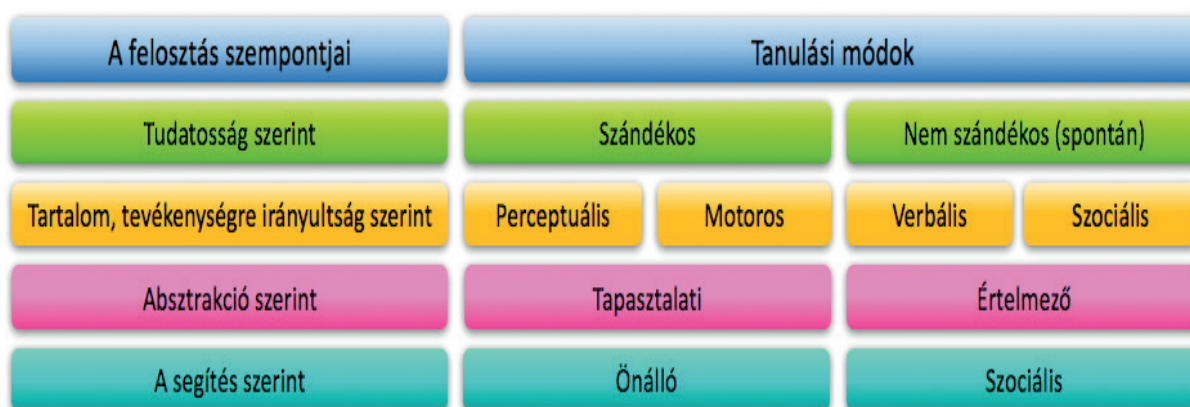 A felosztás szempontjai Tanulási módok
Tudatosság szerint Szándékos Nem szándékos (spontán)
Tartalom, tevékenységre irányultság szerint Perceptuális Motoros Verbális Szociális
Absztrakció szerint Tapasztalati Értelmező
A segítés szerint Önálló Szociális